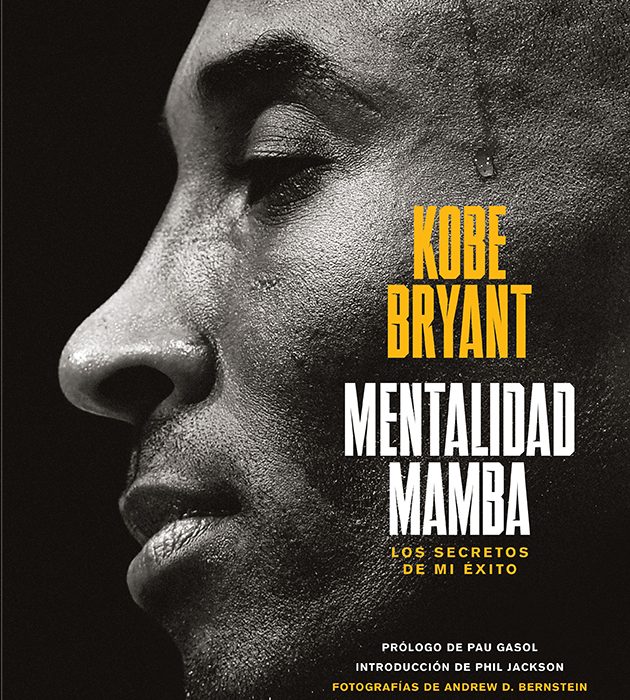 KOBE
BRYANT
MENTALIDAD
MAMBA
LOS SECRETOS
DE MI ÉXITO
PRÓLOGO DE PAU GASOL
INTRODUCCIÓN DE PHIL JACKSON
FOTOGRAFÍAS DE ANDREW D. BERNSTEIN